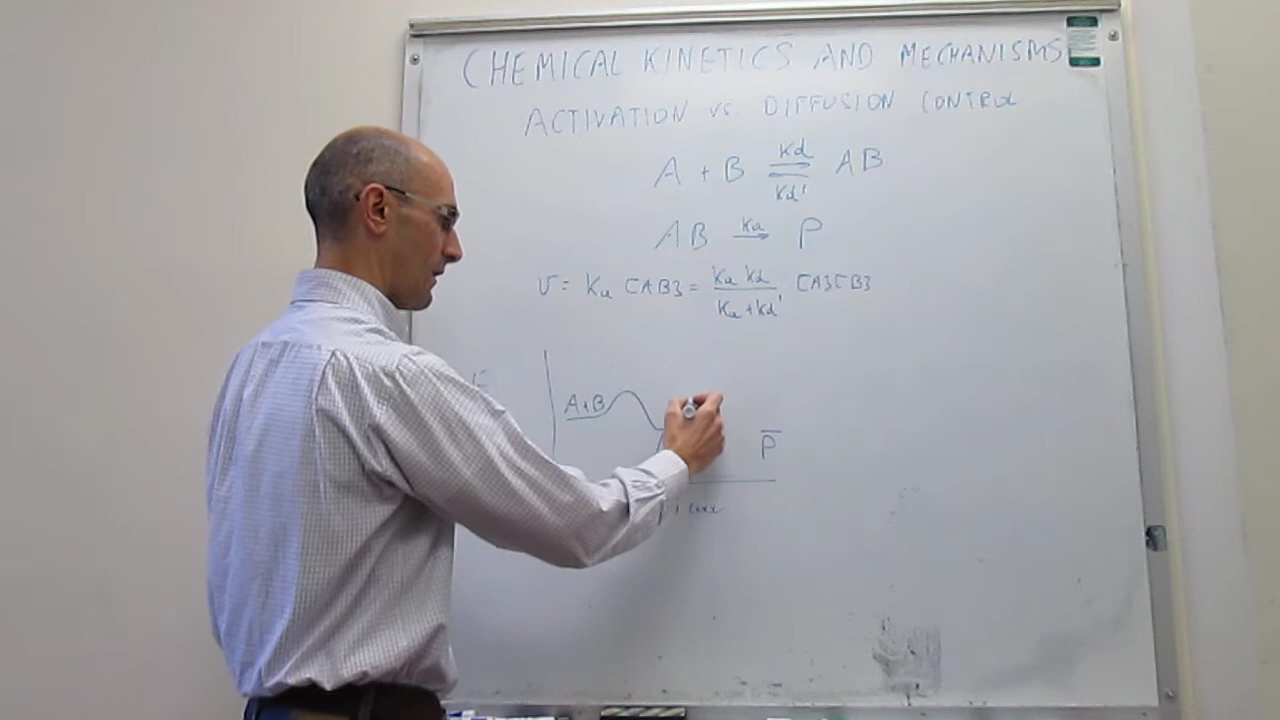 CHEMICAL KINETICS AND MECHANISMS
ACTIVATION VS. DIFFUSION CONTROL
A + B ⇌ AB
kd
kd'
AB → P
ka
v = ka [AB] = ka kd / ka + kd' [A][B]
E
A+B
P